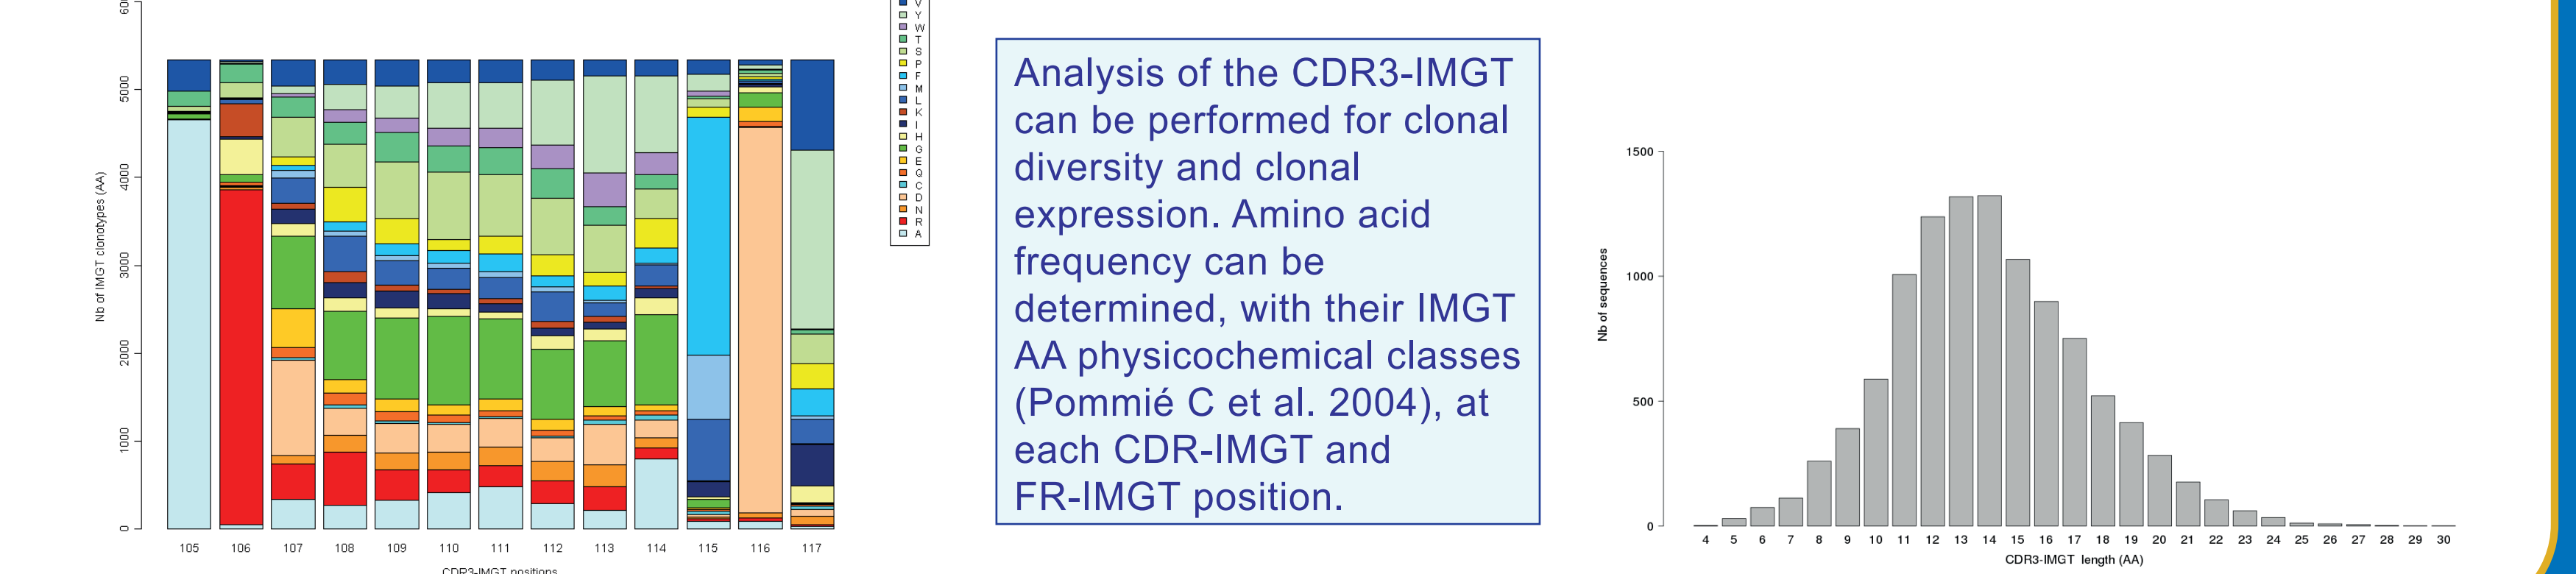 6000
5000
4000
3000
2000
1000
0
Nb of IMGT clonotypes (AA)
105 106 107 108 109 110 111 112 113 114 115 116 117
CDR3-IMGT positions
V
Y
W
T
S
P
F
M
L
K
I
H
G
E
Q
C
D
N
R
A
Analysis of the CDR3-IMGT
can be performed for clonal
diversity and clonal
expression. Amino acid
frequency can be
determined, with their IMGT
AA physicochemical classes
(Pommié C et al. 2004), at
each CDR-IMGT and
FR-IMGT position.
1500
1000
500
0
Nb of sequences
4 5 6 7 8 9 10 11 12 13 14 15 16 17 18 19 20 21 22 23 24 25 26 27 28 29 30
CDR3-IMGT length (AA)